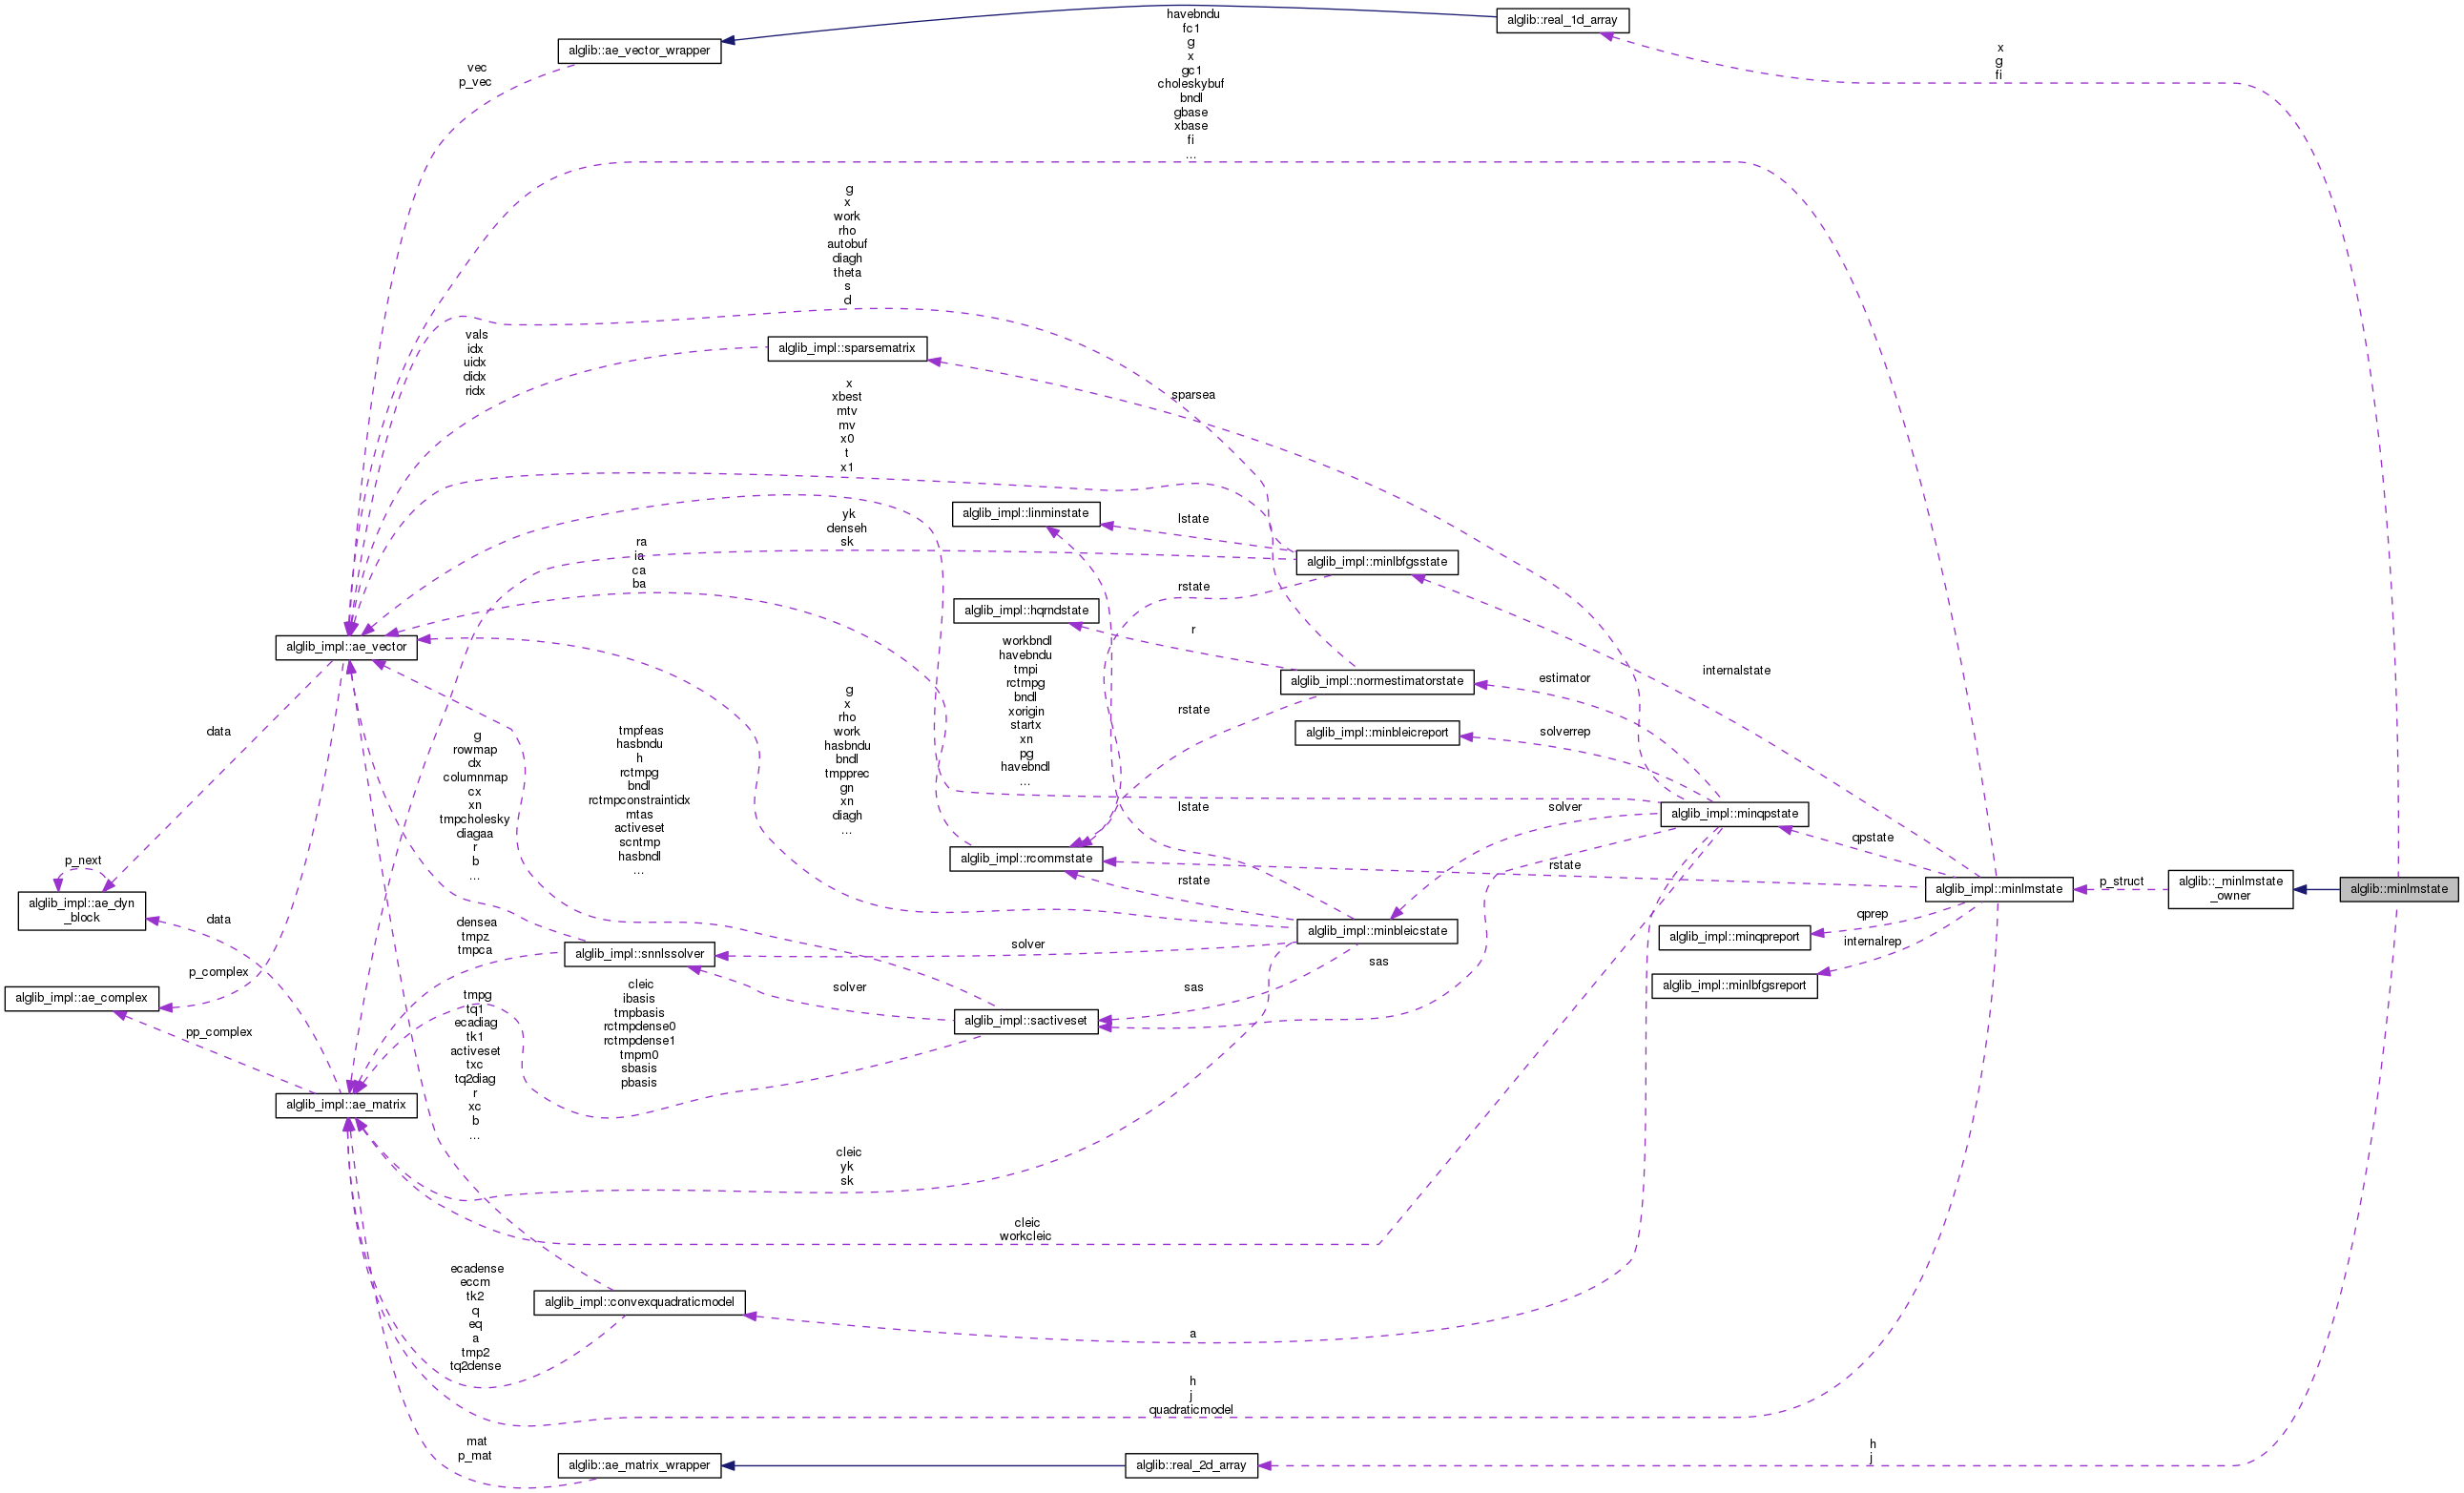 alglib::real_1d_array
alglib::ae_vector_wrapper
x
g
fi
vec
p_vec
havebndu
fc1
g
x
gc1
choleskybuf
bndl
gbase
xbase
fi
...
g
x
work
rho
autobuf
diagh
theta
s
d
alglib_impl::sparsematrix
vals
idx
uidx
didx
ridx
sparsea
x
xbest
mtv
mv
x0
t
x1
alglib_impl::linminstate
lstate
yk
denseh
sk
ra
ia
ca
ba
alglib_impl::minlbfgsstate
rstate
alglib_impl::hqrndstate
r
alglib_impl::ae_vector
workbndl
havebndu
tmpi
rctmpg
bndl
xorigin
startx
xn
pg
havebndl
...
alglib_impl::normestimatorstate
estimator
internalstate
rstate
alglib_impl::minbleicreport
solverrep
data
g
rowmap
dx
columnmap
cx
xn
tmpcholesky
diagaa
r
b
...
tmpfeas
hasbndu
h
rctmpg
bndl
rctmpconstraintidx
mtas
activeset
scntmp
hasbndl
...
g
x
rho
work
hasbndu
bndl
tmpprec
gn
xn
diagh
...
lstate
solver
alglib_impl::minqpstate
qpstate
p_next
alglib_impl::rcommstate
rstate
rstate
alglib_impl::ae_dyn
_block
data
alglib_impl::minlmstate
p_struct
alglib::_minlmstate
_owner
alglib::minlmstate
qprep
alglib_impl::minqpreport
internalrep
alglib_impl::minlbfgsreport
alglib_impl::minbleicstate
densea
tmpz
tmpca
alglib_impl::snnlssolver
solver
sas
p_complex
alglib_impl::ae_complex
pp_complex
solver
sas
alglib_impl::sactiveset
cleic
ibasis
tmpbasis
rctmpdense0
rctmpdense1
tmpm0
sbasis
pbasis
tmpg
tq1
ecadiag
tk1
activeset
txc
tq2diag
r
xc
b
...
alglib_impl::ae_matrix
cleic
yk
sk
cleic
workcleic
alglib_impl::convexquadraticmodel
a
ecadense
eccm
tk2
q
eq
a
tmp2
tq2dense
h
j
quadraticmodel
mat
p_mat
alglib::ae_matrix_wrapper
alglib::real_2d_array
h
j